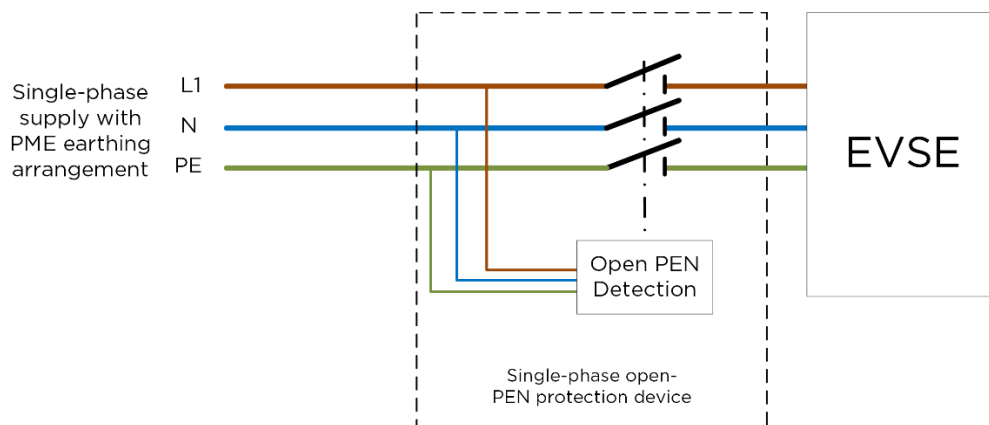 Single-phase
supply with
PME earthing
arrangement
L1
N
PE
EVSE
Open PEN
Detection
Single-phase open-
PEN protection device